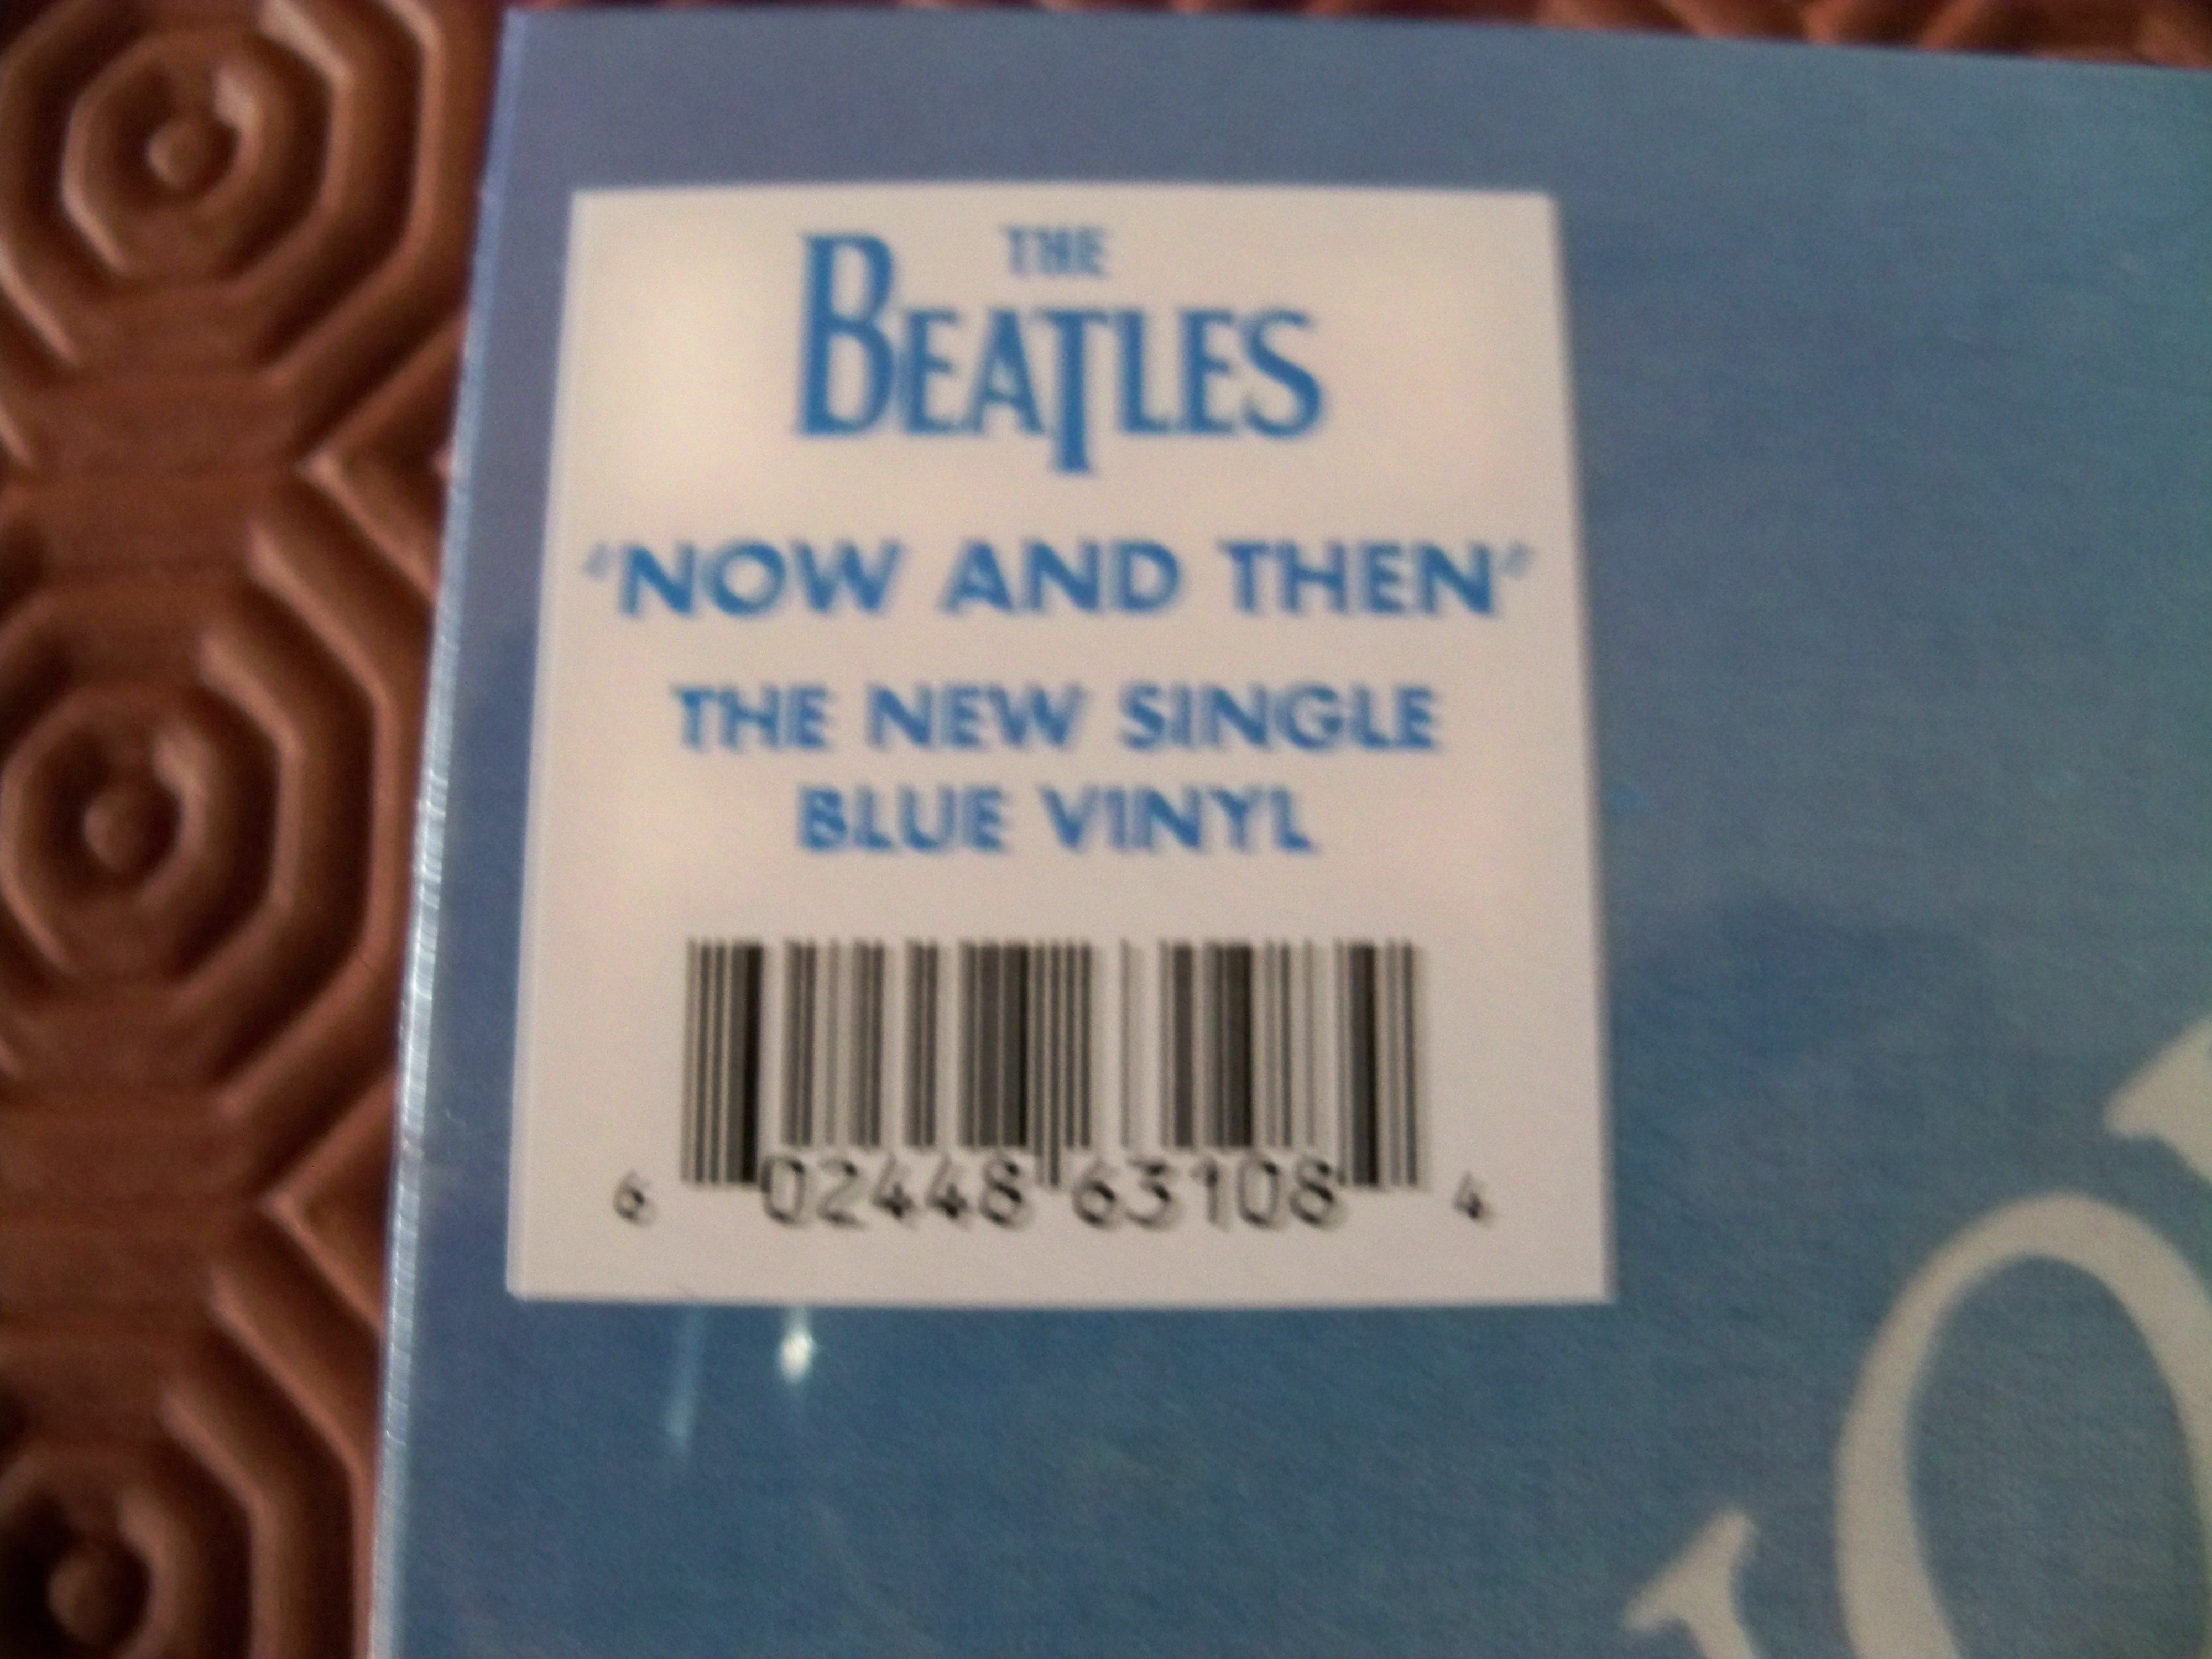 THE
BEATLES
"NOW AND THEN"
THE NEW SINGLE
BLUE VINYL
6 02448 63108 4